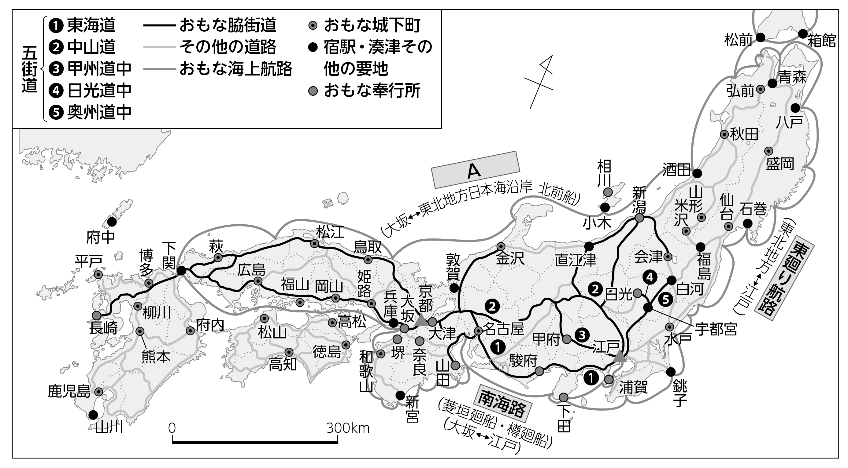 五街道
❶東海道
❷中山道
❸甲州道中
❹日光道中
❺奥州道中
おもな脇街道
その他の道路
おもな海上航路
おもな城下町
宿駅・湊津その
他の要地
おもな奉行所
松前
箱館
青森
弘前
八戸
秋田
盛岡
酒田
山形
米沢
仙台
石巻
相川
小木
新潟
A
(大坂↔東北地方日本海沿岸 北前船)
東廻り航路
(東北地方↔江戸)
府中
平戸
博多
下関
萩
松江
鳥取
敦賀
金沢
直江津
会津
福島
❹
❺
白河
❷
日光
広島
福山
岡山
姫路
兵庫
大坂
京都
❷
大津
名古屋
甲府
❸
江戸
宇都宮
水戸
長崎
柳川
府内
熊本
松山
高松
高知
徳島
和歌山
堺
奈良
山田
❶
駿府
❶
浦賀
銚子
鹿児島
山川
新宮
下田
南海路
(菱垣廻船・樽廻船)
(大坂↔江戸)
0
300km